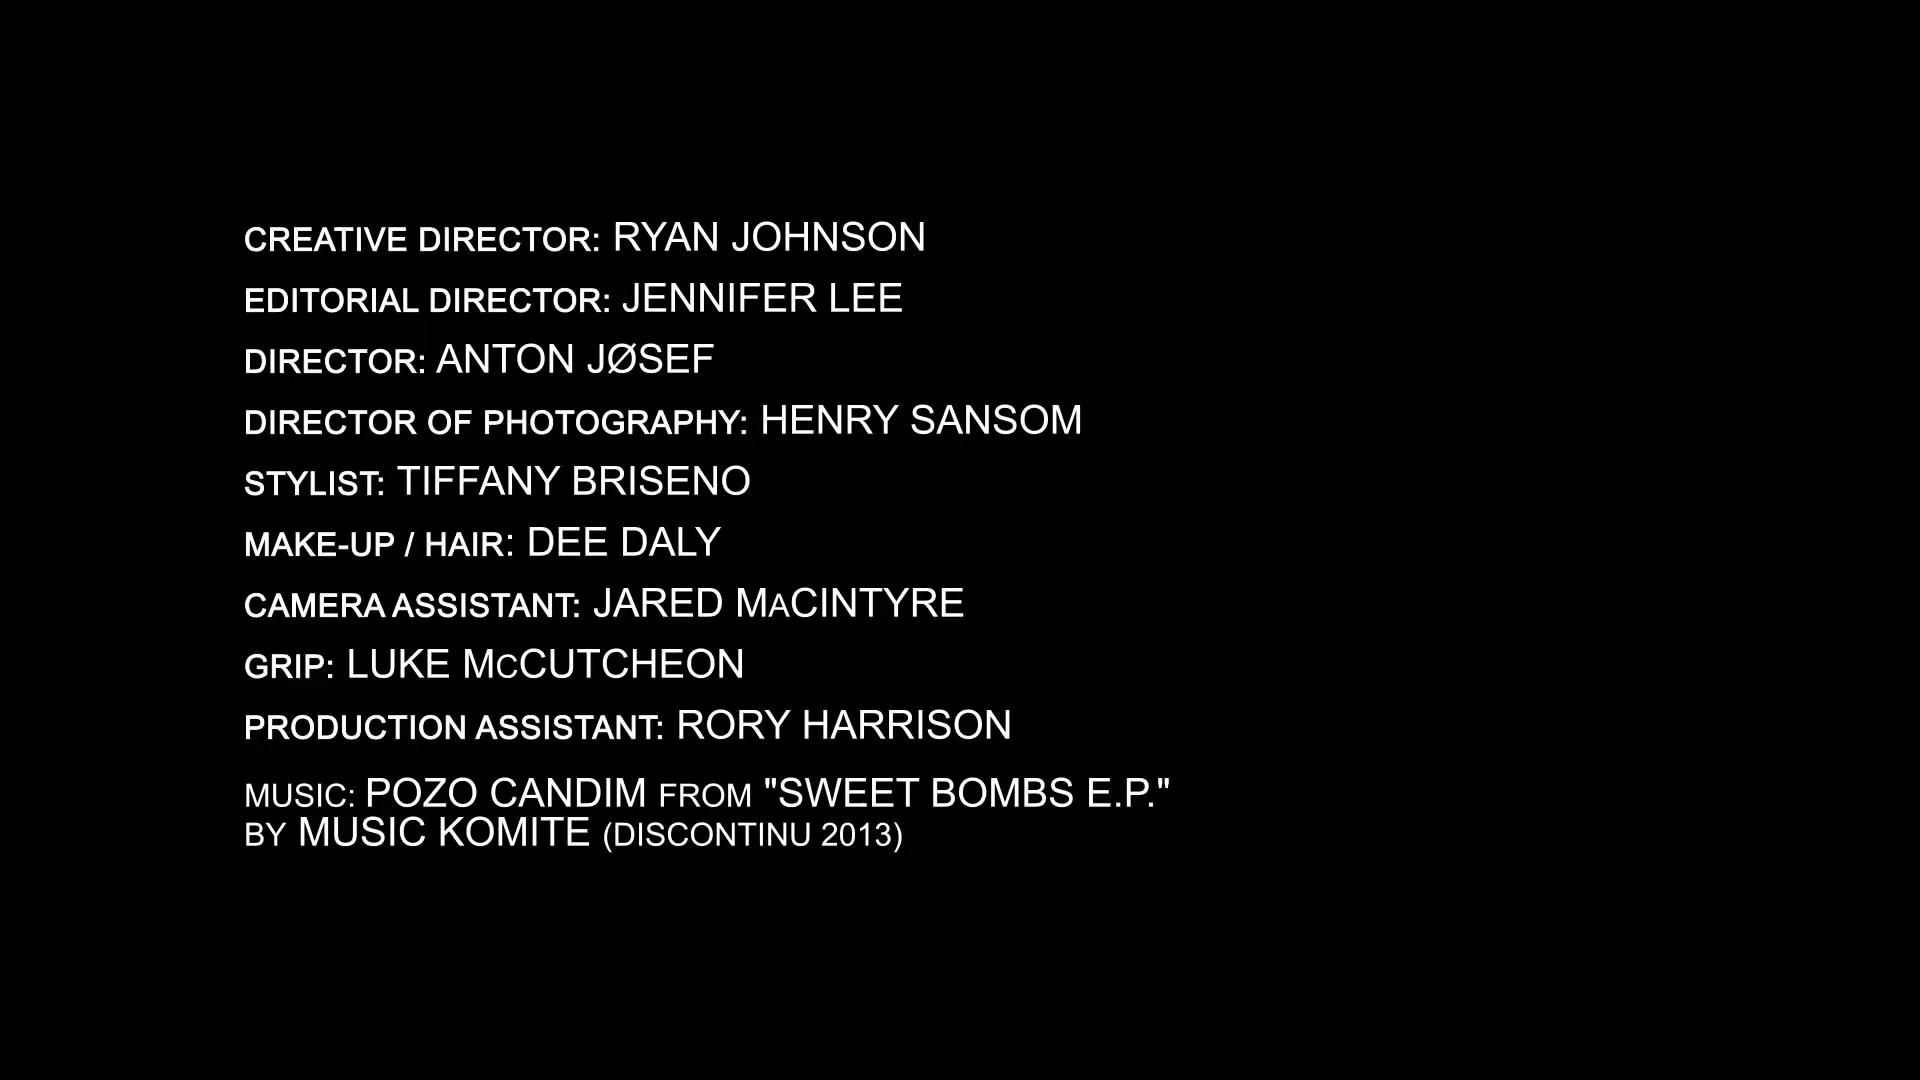 CREATIVE DIRECTOR: RYAN JOHNSON
EDITORIAL DIRECTOR: JENNIFER LEE
DIRECTOR: ANTON JØSEF
DIRECTOR OF PHOTOGRAPHY: HENRY SANSOM
STYLIST: TIFFANY BRISENO
MAKE-UP / HAIR: DEE DALY
CAMERA ASSISTANT: JARED MACINTYRE
GRIP: LUKE MCCUTCHEON
PRODUCTION ASSISTANT: RORY HARRISON
MUSIC: POZO CANDIM FROM "SWEET BOMBS E.P."
BY MUSIC KOMITE (DISCONTINU 2013)